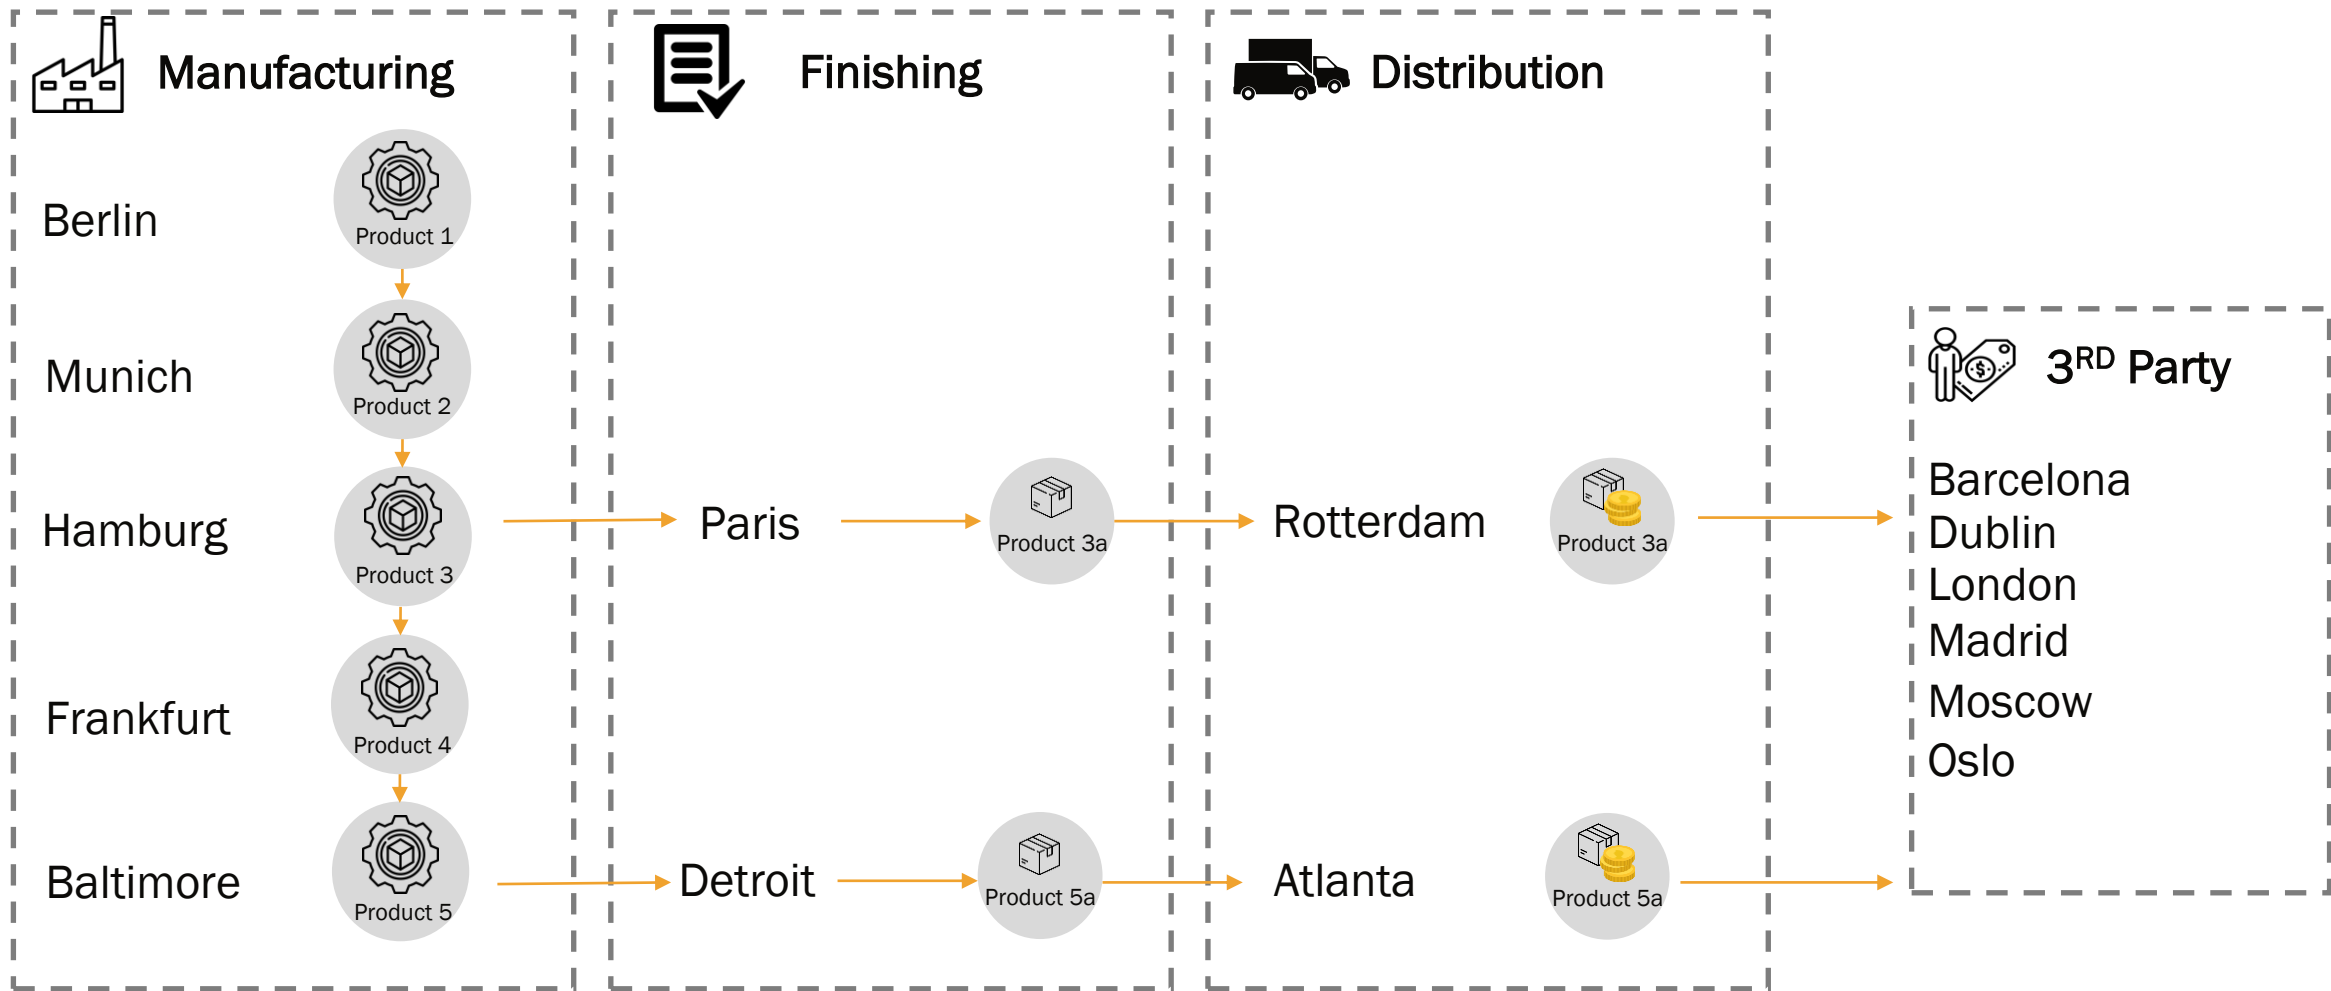 Manufacturing
Berlin
Product 1
Munich
Product 2
Hamburg
Product 3
Frankfurt
Product 4
Baltimore
Product 5
Finishing
Paris
Product 3a
Detroit
Product 5a
Distribution
Rotterdam
Product 3a
Atlanta
Product 5a
3RD Party
Barcelona
Dublin
London
Madrid
Moscow
Oslo